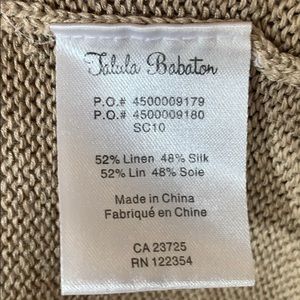 Talula Babaton
P.O.# 4500009179
P.O.# 4500009180
SC10
52% Linen 48% Silk
52% Lin 48% Soie
Made in China
Fabriqué en Chine
CA 23725
RN 122354